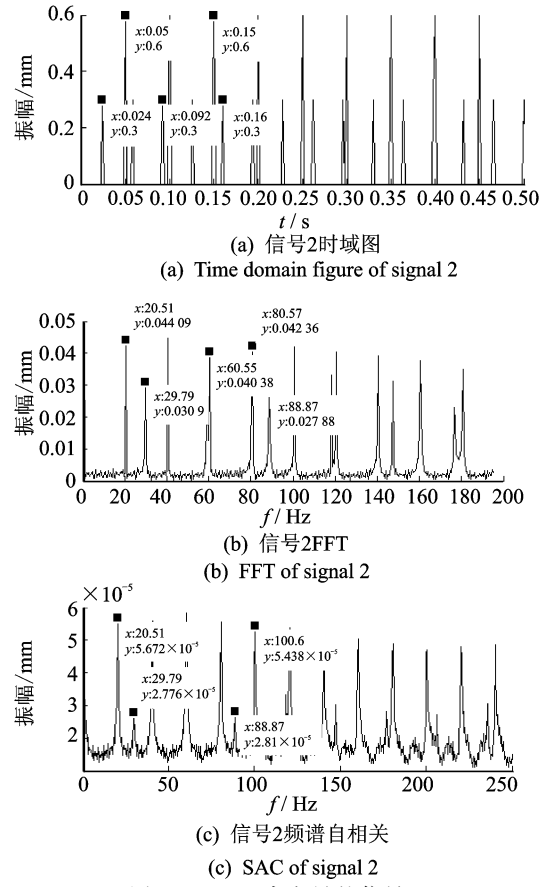 0.6
x:0.05
y:0.6
x:0.15
y:0.6
振幅/mm
0.4
0.2
x:0.024
y:0.3
x:0.092
y:0.3
x:0.16
y:0.3
0
0 0.05 0.10 0.15 0.20 0.25 0.30 0.35 0.40 0.45 0.50
t / s
(a) 信号2时域图
(a) Time domain figure of signal 2
x:20.51
y:0.044 09
x:80.57
y:0.042 36
0.05
0.04
0.03
0.02
0.01
0
振幅/mm
x:29.79
y:0.030 9
x:60.55
y:0.040 38
x:88.87
y:0.027 88
0 20 40 60 80 100 120 140 160 180 200
f / Hz
(b) 信号2FFT
(b) FFT of signal 2
×10⁻⁵
6
5
4
3
2
振幅/mm
x:20.51
y:5.672×10⁻⁵
x:29.79
y:2.776×10⁻⁵
x:100.6
y:5.438×10⁻⁵
x:88.87
y:2.81×10⁻⁵
0 50 100 150 200 250
f / Hz
(c) 信号2频谱自相关
(c) SAC of signal 2